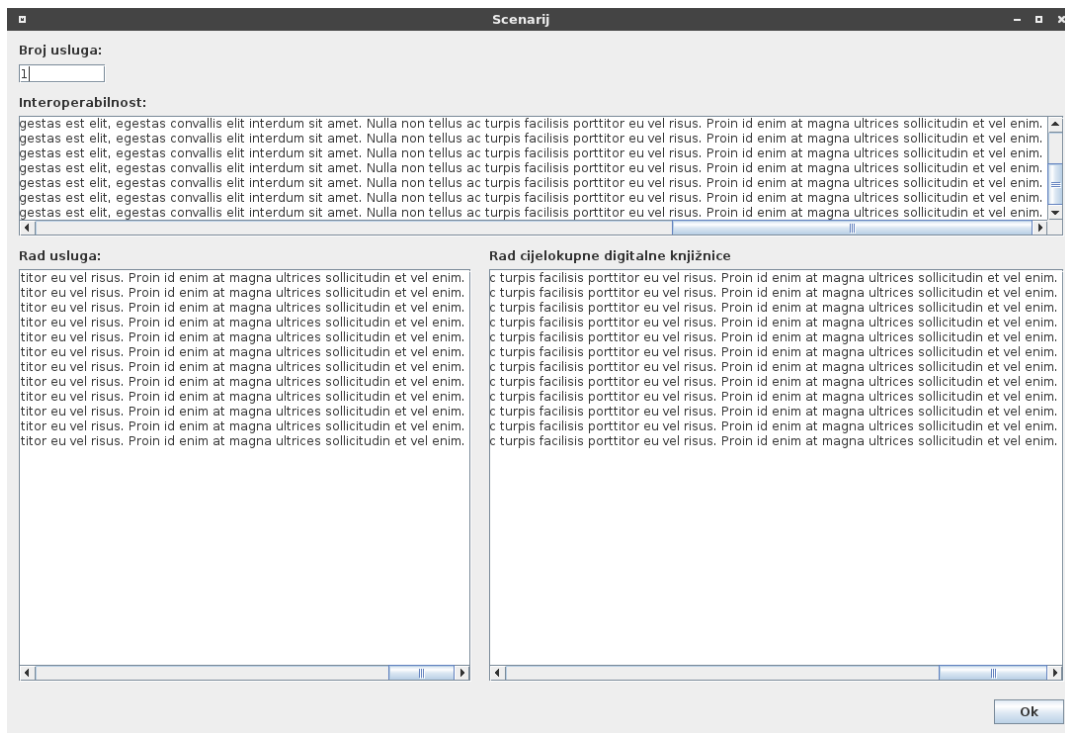 Scenarij
Broj usluga:
1
Interoperabilnost:
gestas est elit, egestas convallis elit interdum sit amet. Nulla non tellus ac turpis facilisis porttitor eu vel risus. Proin id enim at magna ultrices sollicitudin et vel enim.
gestas est elit, egestas convallis elit interdum sit amet. Nulla non tellus ac turpis facilisis porttitor eu vel risus. Proin id enim at magna ultrices sollicitudin et vel enim.
gestas est elit, egestas convallis elit interdum sit amet. Nulla non tellus ac turpis facilisis porttitor eu vel risus. Proin id enim at magna ultrices sollicitudin et vel enim.
gestas est elit, egestas convallis elit interdum sit amet. Nulla non tellus ac turpis facilisis porttitor eu vel risus. Proin id enim at magna ultrices sollicitudin et vel enim.
gestas est elit, egestas convallis elit interdum sit amet. Nulla non tellus ac turpis facilisis porttitor eu vel risus. Proin id enim at magna ultrices sollicitudin et vel enim.
gestas est elit, egestas convallis elit interdum sit amet. Nulla non tellus ac turpis facilisis porttitor eu vel risus. Proin id enim at magna ultrices sollicitudin et vel enim.
gestas est elit, egestas convallis elit interdum sit amet. Nulla non tellus ac turpis facilisis porttitor eu vel risus. Proin id enim at magna ultrices sollicitudin et vel enim.
Rad usluga:
titor eu vel risus. Proin id enim at magna ultrices sollicitudin et vel enim.
titor eu vel risus. Proin id enim at magna ultrices sollicitudin et vel enim.
titor eu vel risus. Proin id enim at magna ultrices sollicitudin et vel enim.
titor eu vel risus. Proin id enim at magna ultrices sollicitudin et vel enim.
titor eu vel risus. Proin id enim at magna ultrices sollicitudin et vel enim.
titor eu vel risus. Proin id enim at magna ultrices sollicitudin et vel enim.
titor eu vel risus. Proin id enim at magna ultrices sollicitudin et vel enim.
titor eu vel risus. Proin id enim at magna ultrices sollicitudin et vel enim.
titor eu vel risus. Proin id enim at magna ultrices sollicitudin et vel enim.
titor eu vel risus. Proin id enim at magna ultrices sollicitudin et vel enim.
titor eu vel risus. Proin id enim at magna ultrices sollicitudin et vel enim.
titor eu vel risus. Proin id enim at magna ultrices sollicitudin et vel enim.
Rad cijelokupne digitalne knjižnice
c turpis facilisis porttitor eu vel risus. Proin id enim at magna ultrices sollicitudin et vel enim.
c turpis facilisis porttitor eu vel risus. Proin id enim at magna ultrices sollicitudin et vel enim.
c turpis facilisis porttitor eu vel risus. Proin id enim at magna ultrices sollicitudin et vel enim.
c turpis facilisis porttitor eu vel risus. Proin id enim at magna ultrices sollicitudin et vel enim.
c turpis facilisis porttitor eu vel risus. Proin id enim at magna ultrices sollicitudin et vel enim.
c turpis facilisis porttitor eu vel risus. Proin id enim at magna ultrices sollicitudin et vel enim.
c turpis facilisis porttitor eu vel risus. Proin id enim at magna ultrices sollicitudin et vel enim.
c turpis facilisis porttitor eu vel risus. Proin id enim at magna ultrices sollicitudin et vel enim.
c turpis facilisis porttitor eu vel risus. Proin id enim at magna ultrices sollicitudin et vel enim.
c turpis facilisis porttitor eu vel risus. Proin id enim at magna ultrices sollicitudin et vel enim.
c turpis facilisis porttitor eu vel risus. Proin id enim at magna ultrices sollicitudin et vel enim.
c turpis facilisis porttitor eu vel risus. Proin id enim at magna ultrices sollicitudin et vel enim.
Ok